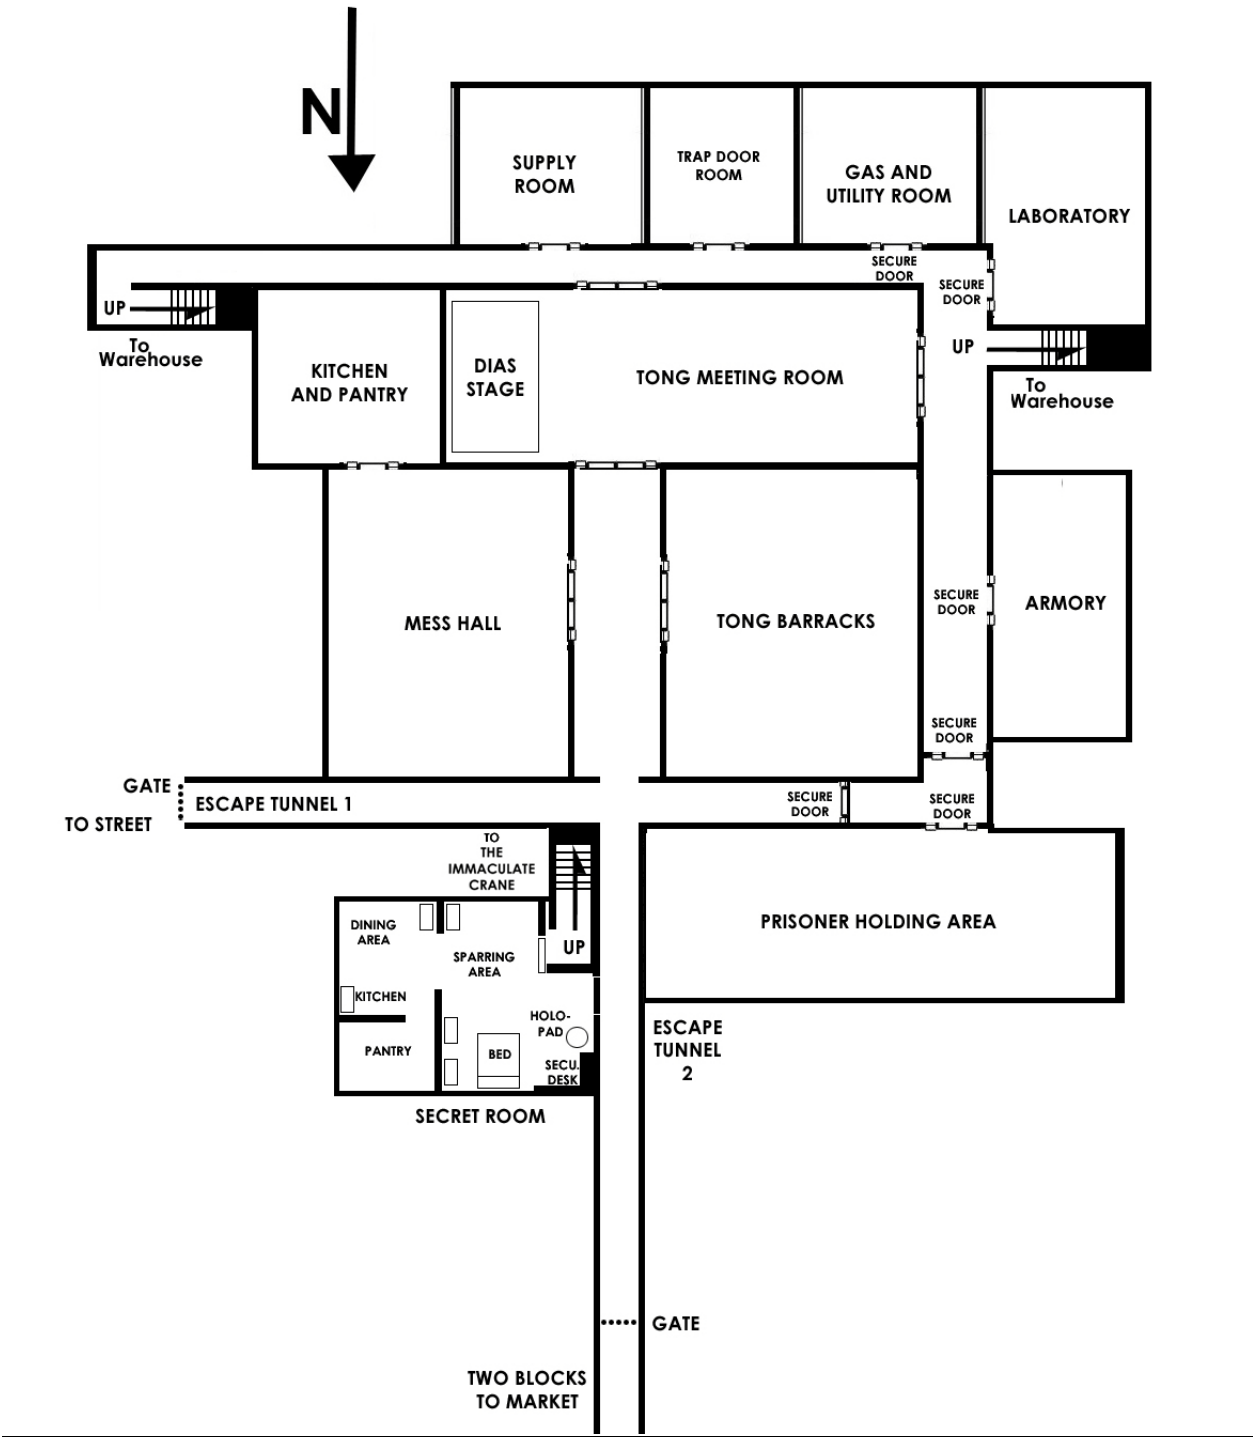 N
SUPPLY
ROOM
TRAP DOOR
ROOM
GAS AND
UTILITY ROOM
LABORATORY
SECURE
DOOR
SECURE
DOOR
UP
To
Warehouse
KITCHEN
AND PANTRY
DIAS
STAGE
TONG MEETING ROOM
UP
To
Warehouse
MESS HALL
TONG BARRACKS
SECURE
DOOR
ARMORY
SECURE
DOOR
GATE
TO STREET
ESCAPE TUNNEL 1
SECURE
DOOR
SECURE
DOOR
TO
THE
IMMACULATE
CRANE
UP
DINING
AREA
SPARRING
AREA
KITCHEN
PANTRY
HOLO-
PAD
BED
SECU.
DESK
SECRET ROOM
PRISONER HOLDING AREA
ESCAPE
TUNNEL
2
GATE
TWO BLOCKS
TO MARKET